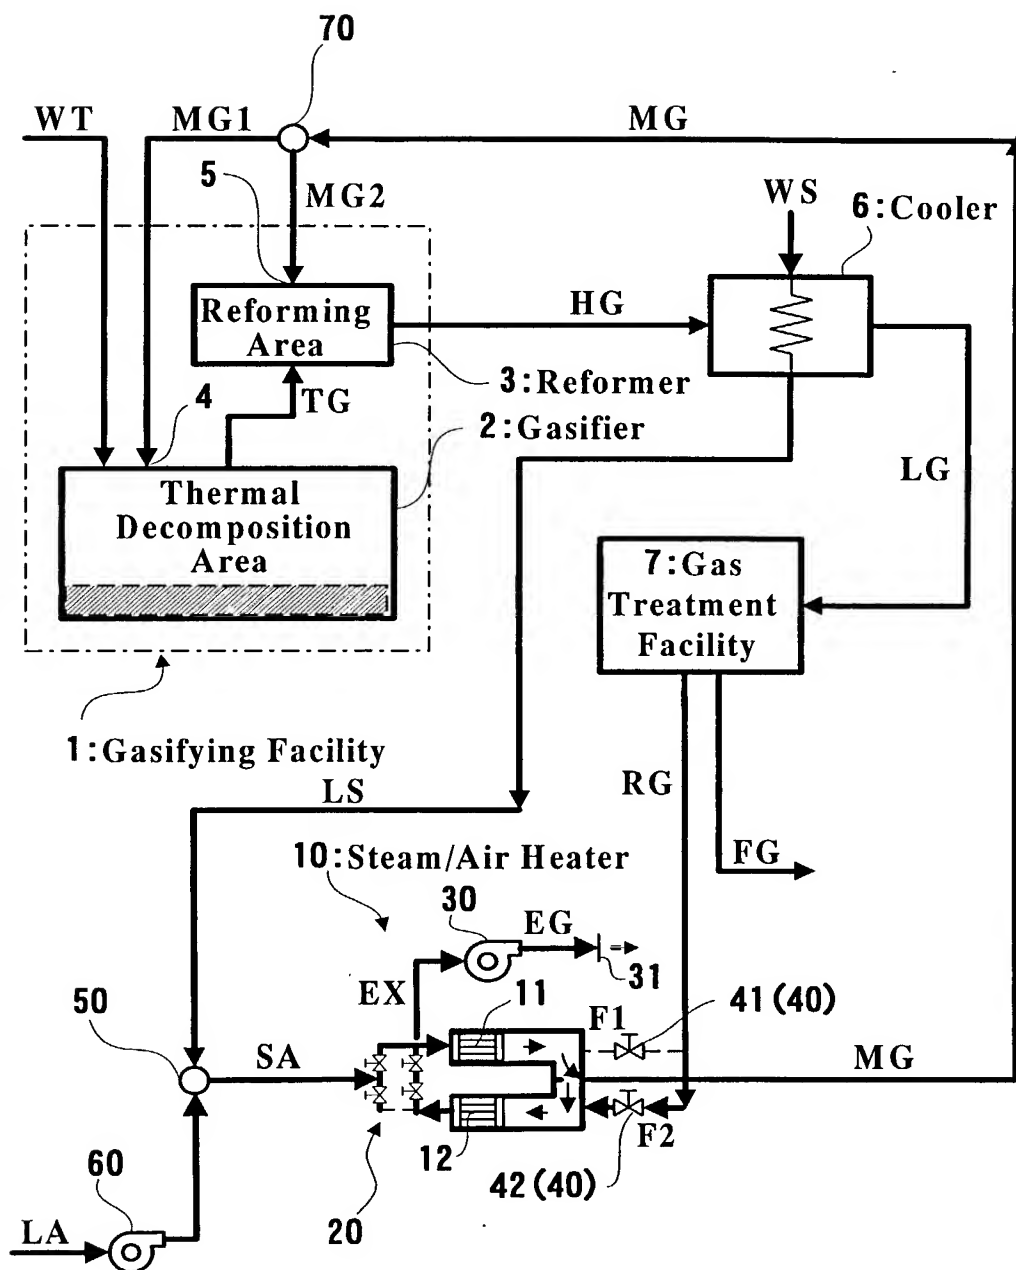 70
WT
MG1
MG
5
MG2
WS
6:Cooler
Reforming
Area
HG
3:Reformer
4
TG
2:Gasifier
LG
Thermal
Decomposition
Area
7:Gas
Treatment
Facility
1:Gasifying Facility
RG
LS
FG
10:Steam/Air Heater
30
EG
31
EX
11
F1
41(40)
50
SA
MG
12
F2
42(40)
60
20
LA